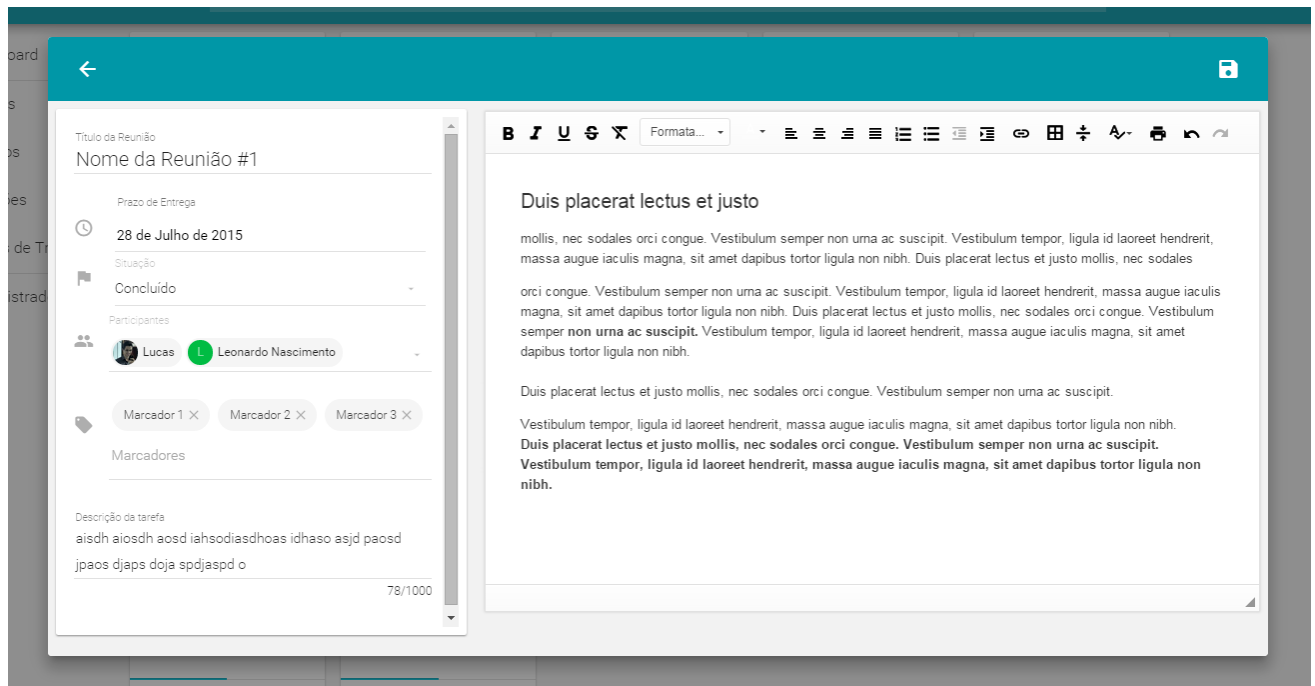 oard
s
os
ões
s de Tr
istrad
Título da Reunião
Nome da Reunião #1
Prazo de Entrega
28 de Julho de 2015
Situação
Concluído
Participantes
Lucas L Leonardo Nascimento
Marcador 1 Marcador 2 Marcador 3
Marcadores
Descrição da tarefa
aisdh aiosdh aosd iahsodiasdhoas idhaso asjd paosd
jpaos djaps doja spdjaspd o
78/1000
B I U S Formata...
Duis placerat lectus et justo
mollis, nec sodales orci congue. Vestibulum semper non urna ac suscipit. Vestibulum tempor, ligula id laoreet hendrerit,
massa augue iaculis magna, sit amet dapibus tortor ligula non nibh. Duis placerat lectus et justo mollis, nec sodales
orci congue. Vestibulum semper non urna ac suscipit. Vestibulum tempor, ligula id laoreet hendrerit, massa augue iaculis
magna, sit amet dapibus tortor ligula non nibh. Duis placerat lectus et justo mollis, nec sodales orci congue. Vestibulum
semper non urna ac suscipit. Vestibulum tempor, ligula id laoreet hendrerit, massa augue iaculis magna, sit amet
dapibus tortor ligula non nibh.
Duis placerat lectus et justo mollis, nec sodales orci congue. Vestibulum semper non urna ac suscipit.
Vestibulum tempor, ligula id laoreet hendrerit, massa augue iaculis magna, sit amet dapibus tortor ligula non nibh.
Duis placerat lectus et justo mollis, nec sodales orci congue. Vestibulum semper non urna ac suscipit.
Vestibulum tempor, ligula id laoreet hendrerit, massa augue iaculis magna, sit amet dapibus tortor ligula non
nibh.